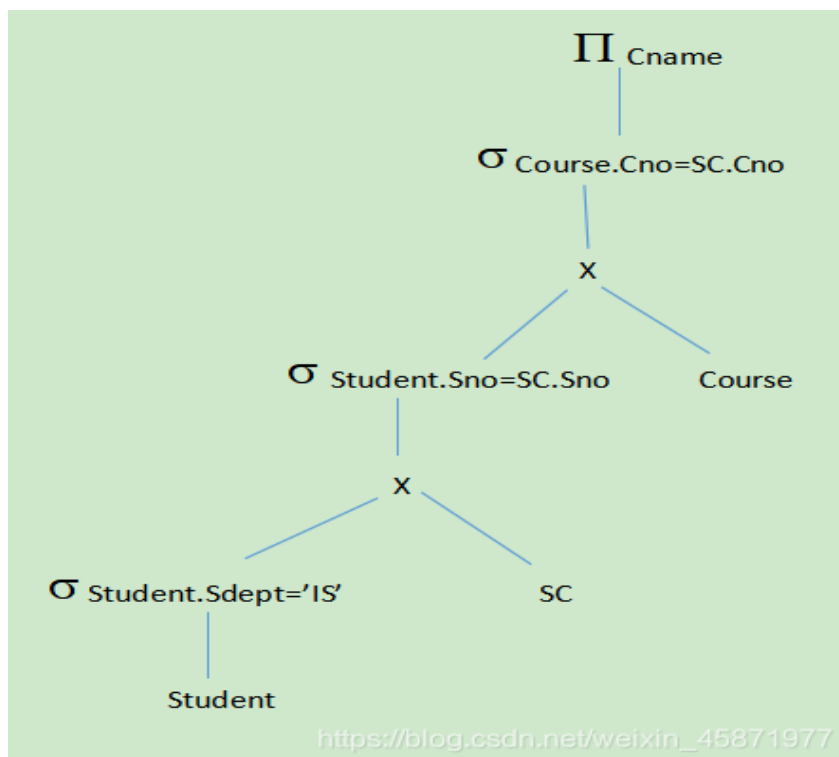 Π Cname
σ Course.Cno=SC.Cno
x
σ Student.Sno=SC.Sno
Course
x
σ Student.Sdept='IS'
SC
Student
https://blog.csdn.net/weixin_45871977